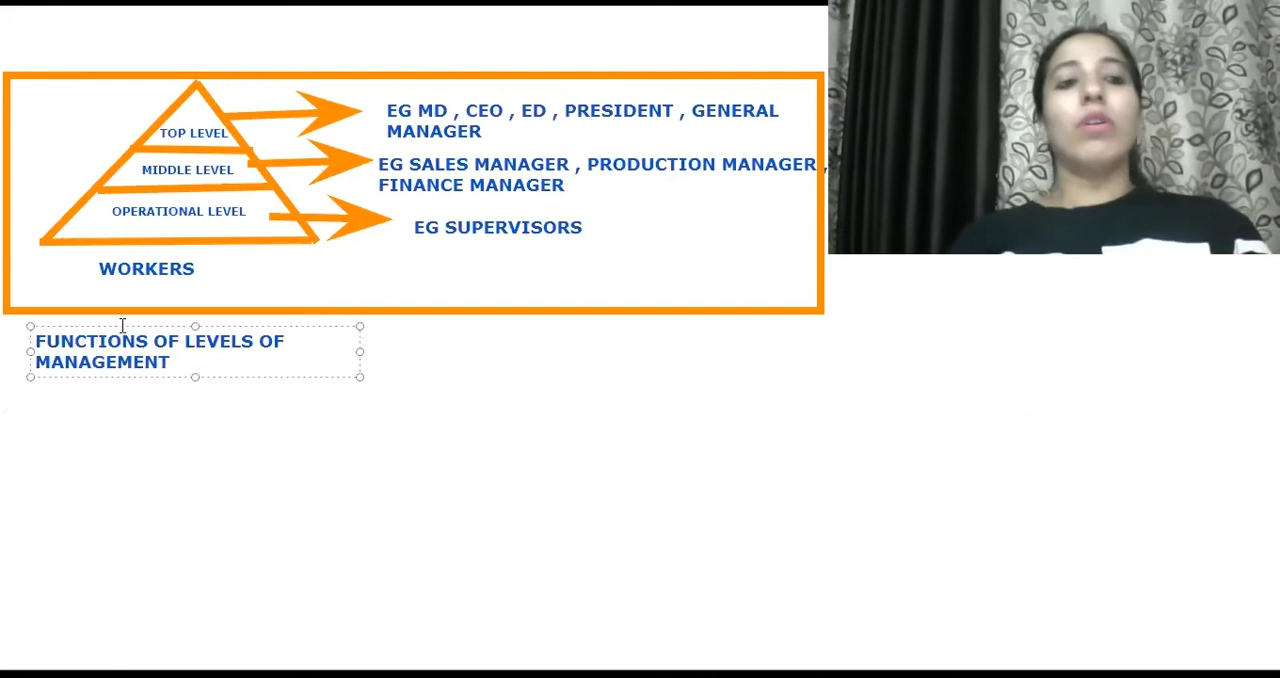 TOP LEVEL
MIDDLE LEVEL
OPERATIONAL LEVEL
WORKERS
EG MD , CEO , ED , PRESIDENT , GENERAL
MANAGER
EG SALES MANAGER , PRODUCTION MANAGER ,
FINANCE MANAGER
EG SUPERVISORS
FUNCTIONS OF LEVELS OF
MANAGEMENT